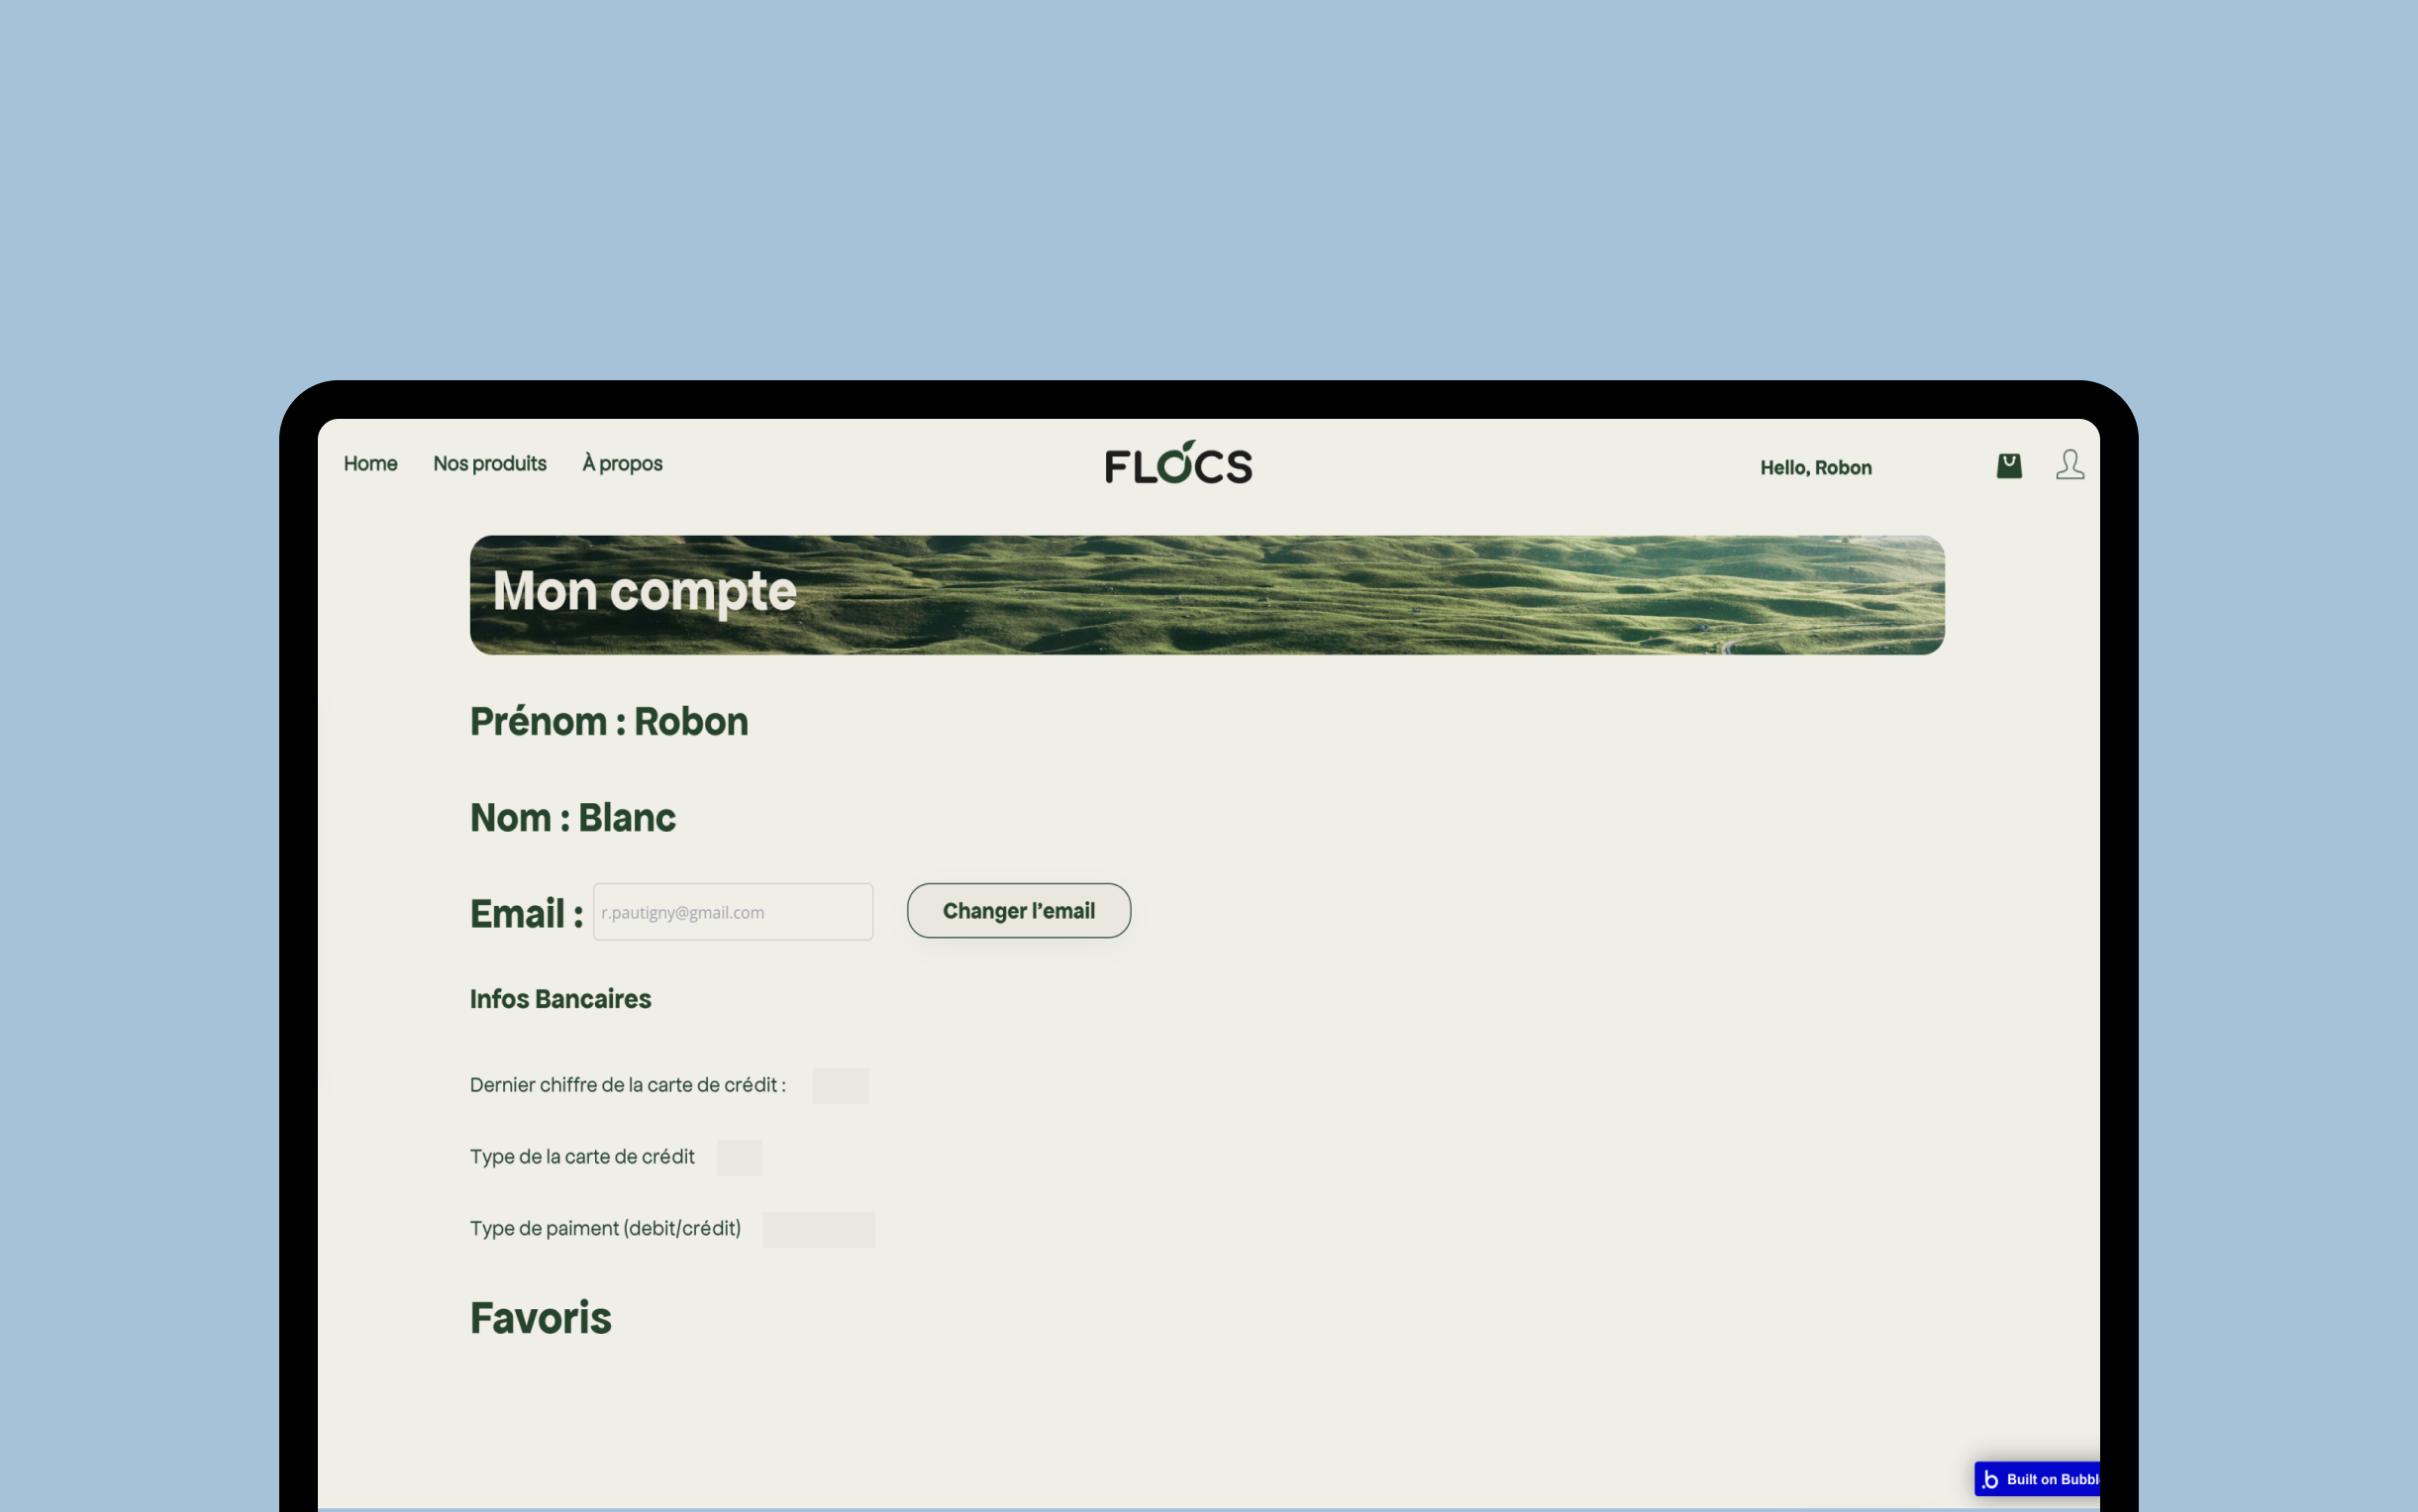 Home Nos produits À propos FLOCS Hello, Robon
Mon compte
Prénom : Robon
Nom : Blanc
Email : r.pautigny@gmail.com Changer l'email
Infos Bancaires
Dernier chiffre de la carte de crédit :
Type de la carte de crédit
Type de paiment (debit/crédit)
Favoris
Built on Bubbl